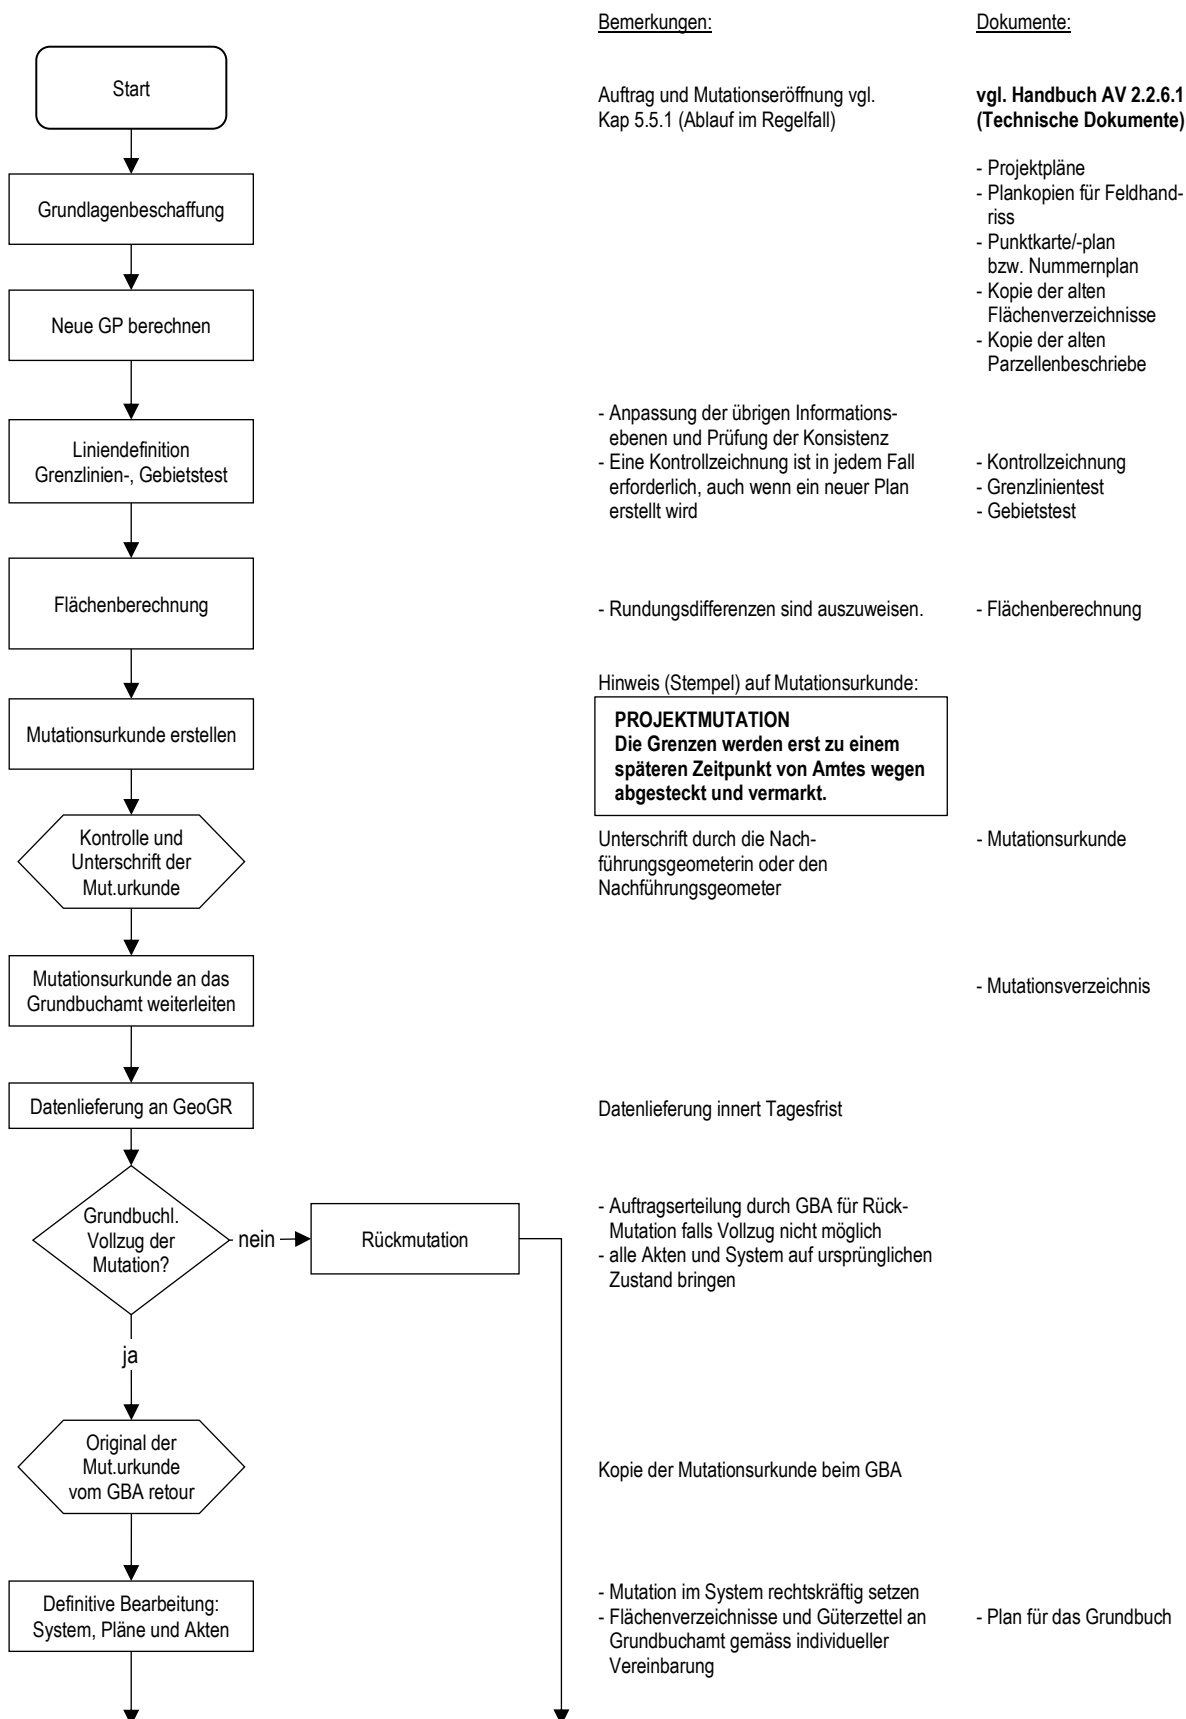 Bemerkungen:
Dokumente:
Start
Auftrag und Mutationseröffnung vgl.
Kap 5.5.1 (Ablauf im Regelfall)
vgl. Handbuch AV 2.2.6.1
(Technische Dokumente)
Grundlagenbeschaffung
- Projektpläne
- Plankopien für Feldhand-
riss
- Punktkarte/-plan
bzw. Nummernplan
- Kopie der alten
Flächenverzeichnisse
- Kopie der alten
Parzellenbeschriebe
Neue GP berechnen
Liniendefinition
Grenzlinien-, Gebietstest
- Anpassung der übrigen Informations-
ebenen und Prüfung der Konsistenz
- Eine Kontrollzeichnung ist in jedem Fall
erforderlich, auch wenn ein neuer Plan
erstellt wird
- Kontrollzeichnung
- Grenzlinientest
- Gebietstest
Flächenberechnung
- Rundungsdifferenzen sind auszuweisen.
- Flächenberechnung
Mutationsurkunde erstellen
Hinweis (Stempel) auf Mutationsurkunde:
PROJEKTMUTATION
Die Grenzen werden erst zu einem
späteren Zeitpunkt von Amtes wegen
abgesteckt und vermarkt.
Kontrolle und
Unterschrift der
Mut.urkunde
Unterschrift durch die Nach-
führungsgeometerin oder den
Nachführungsgeometer
- Mutationsurkunde
Mutationsurkunde an das
Grundbuchamt weiterleiten
- Mutationsverzeichnis
Datenlieferung an GeoGR
Datenlieferung innert Tagesfrist
Grundbuchl.
Vollzug der
Mutation?
nein
Rückmutation
- Auftragserteilung durch GBA für Rück-
Mutation falls Vollzug nicht möglich
- alle Akten und System auf ursprünglichen
Zustand bringen
ja
Original der
Mut.urkunde
vom GBA retour
Kopie der Mutationsurkunde beim GBA
Definitive Bearbeitung:
System, Pläne und Akten
- Mutation im System rechtskräftig setzen
- Flächenverzeichnisse und Güterzettel an
Grundbuchamt gemäss individueller
Vereinbarung
- Plan für das Grundbuch